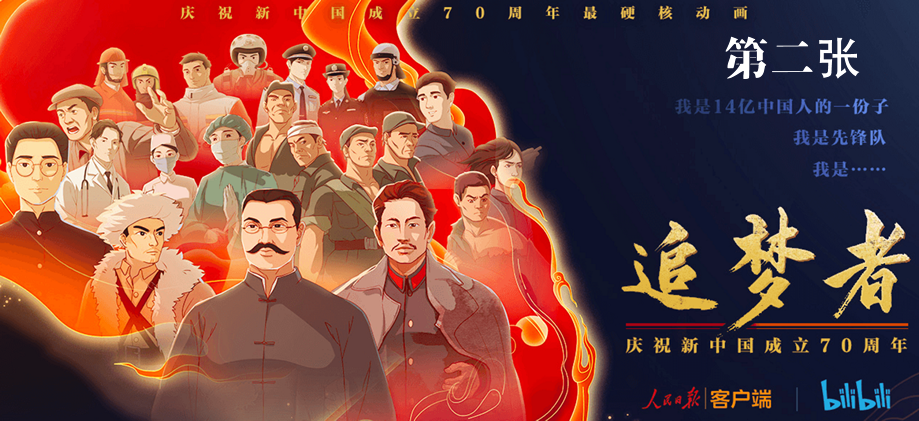 庆祝新中国成立70周年最硬核动画
第二张
我是14亿中国人的一份子
我是先锋队
我是……
追梦者
庆祝新中国成立70周年
人民日报|客户端 | bilibili